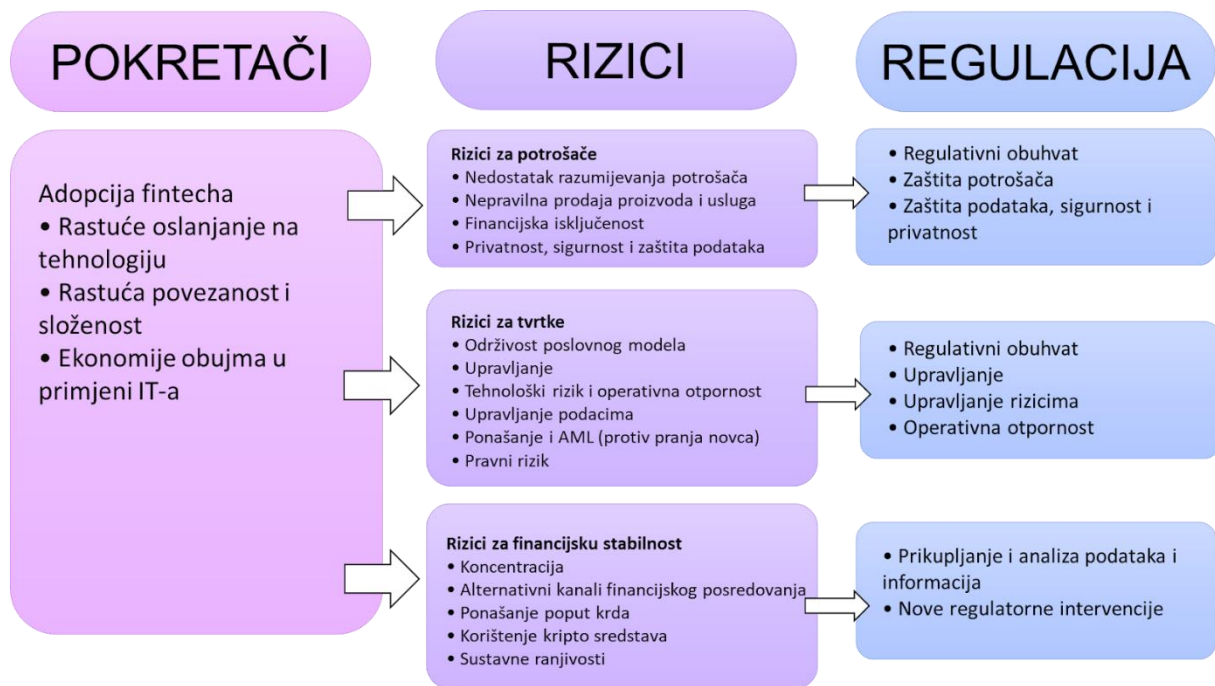 POKRETAČI
RIZICI
REGULACIJA
Adopcija fintecha
• Rastuće oslanjanje na
tehnologiju
• Rastuća povezanost i
složenost
• Ekonomije obujma u
primjeni IT-a
Rizici za potrošače
• Nedostatak razumijevanja potrošača
• Nepravilna prodaja proizvoda i usluga
• Financijska isključenost
• Privatnost, sigurnost i zaštita podataka
• Regulativni obuhvat
• Zaštita potrošača
• Zaštita podataka, sigurnost i
privatnost
Rizici za tvrtke
• Održivost poslovnog modela
• Upravljanje
• Tehnološki rizik i operativna otpornost
• Upravljanje podacima
• Ponašanje i AML (protiv pranja novca)
• Pravni rizik
• Regulativni obuhvat
• Upravljanje
• Upravljanje rizicima
• Operativna otpornost
Rizici za financijsku stabilnost
• Koncentracija
• Alternativni kanali financijskog posredovanja
• Ponašanje poput krda
• Korištenje kripto sredstava
• Sustavne ranjivosti
• Prikupljanje i analiza podataka i
informacija
• Nove regulatorne intervencije